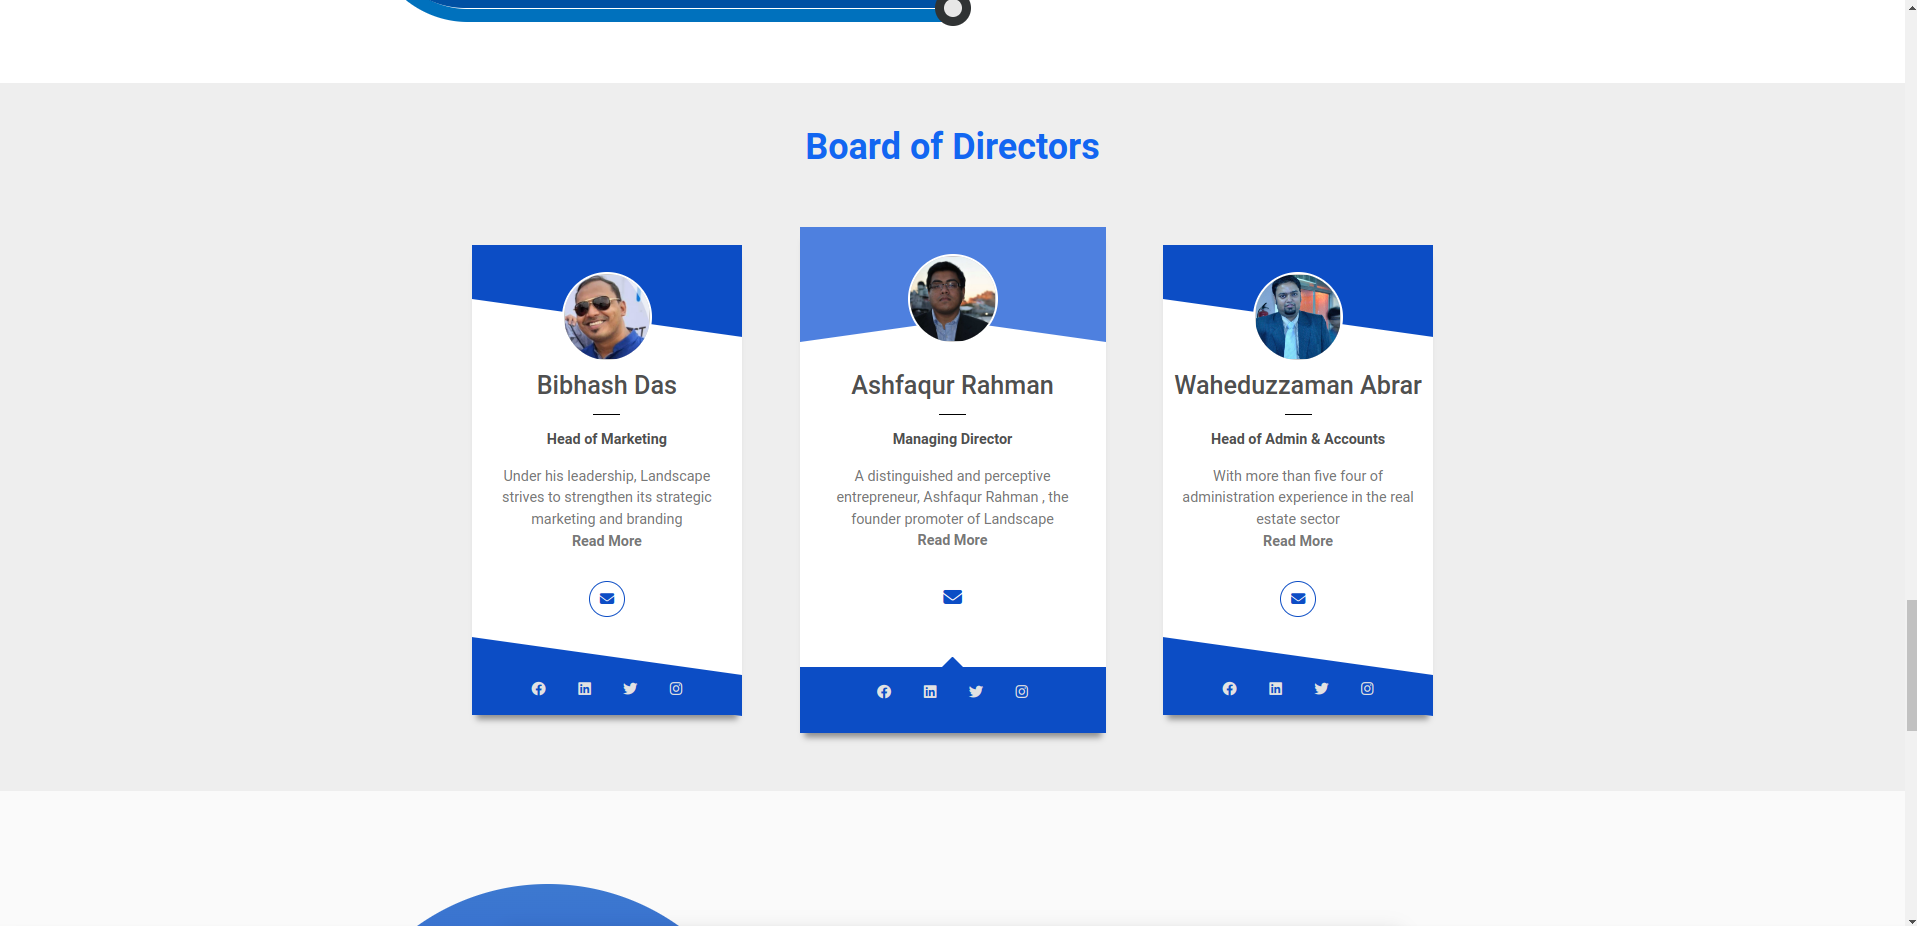 Board of Directors
Bibhash Das
Head of Marketing
Under his leadership, Landscape
strives to strengthen its strategic
marketing and branding
Read More
Ashfaqur Rahman
Managing Director
A distinguished and perceptive
entrepreneur, Ashfaqur Rahman , the
founder promoter of Landscape
Read More
Waheduzzaman Abrar
Head of Admin & Accounts
With more than five four of
administration experience in the real
estate sector
Read More